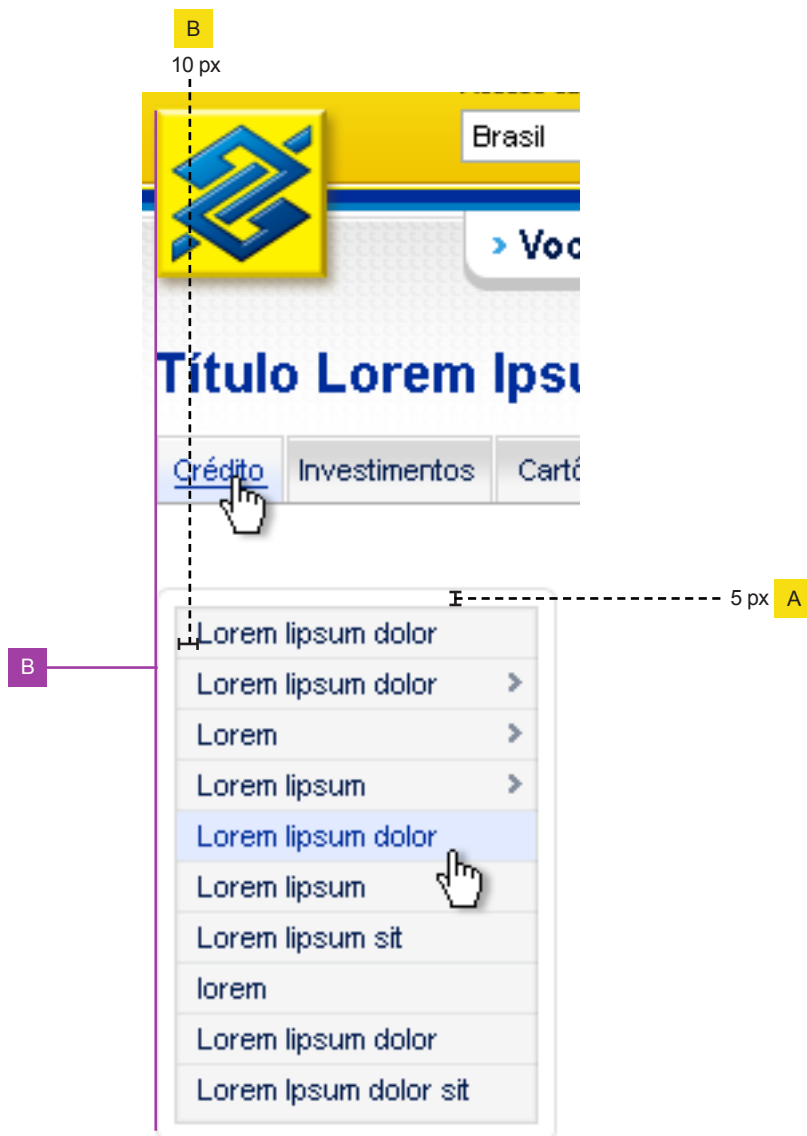 B
10 px
Brasil
› Voc
Título Lorem Ipsu
Crédito Investimentos Cartõ
5 px A
Lorem lipsum dolor
B
Lorem lipsum dolor >
Lorem >
Lorem lipsum >
Lorem lipsum dolor
Lorem lipsum
Lorem lipsum sit
lorem
Lorem lipsum dolor
Lorem Ipsum dolor sit